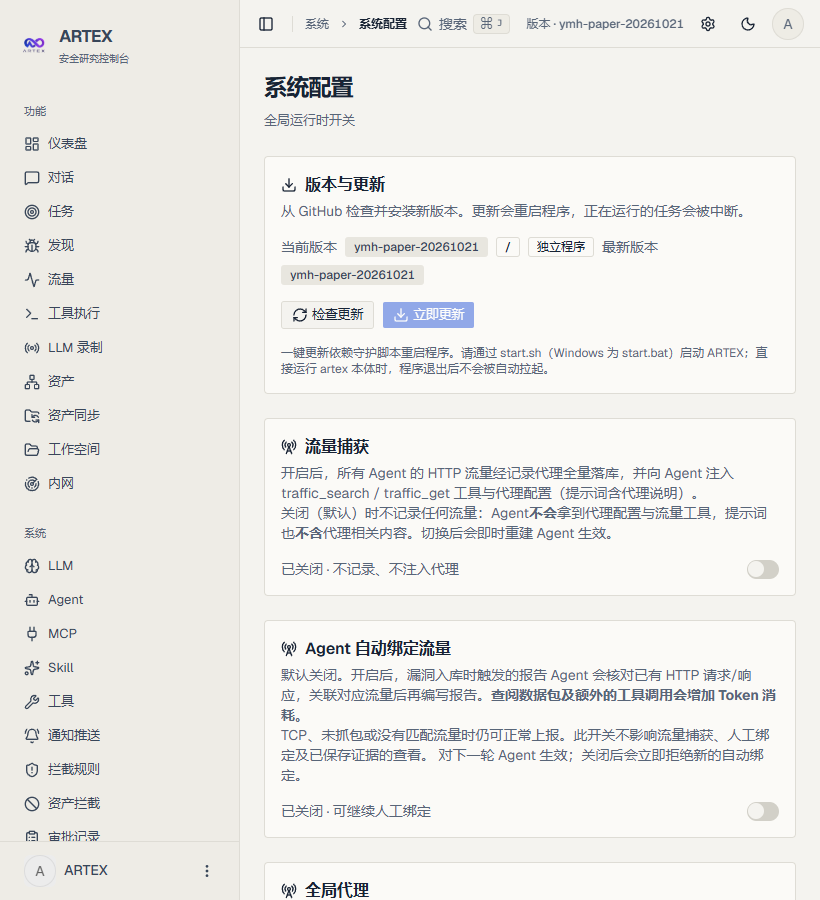 ARTEX
安全研究控制台
功能
仪表盘
对话
任务
发现
流量
工具执行
LLM 录制
资产
资产同步
工作空间
内网
系统
LLM
Agent
MCP
Skill
工具
通知推送
拦截规则
资产拦截
审批记录
A ARTEX
系统 系统配置 搜索 ⌘ J 版本 · ymh-paper-20261021 A
系统配置
全局运行时开关
版本与更新
从 GitHub 检查并安装新版本。更新会重启程序，正在运行的任务会被中断。
当前版本 ymh-paper-20261021 / 独立程序 最新版本
ymh-paper-20261021
检查更新 立即更新
一键更新依赖守护脚本重启程序。请通过 start.sh（Windows 为 start.bat）启动 ARTEX；直
接运行 artex 本体时，程序退出后不会被自动拉起。
流量捕获
开启后，所有 Agent 的 HTTP 流量经记录代理全量落库，并向 Agent 注入
traffic_search / traffic_get 工具与代理配置（提示词含代理说明）。
关闭（默认）时不记录任何流量：Agent不会拿到代理配置与流量工具，提示词
也不含代理相关内容。切换后会即时重建 Agent 生效。
已关闭 · 不记录、不注入代理
Agent 自动绑定流量
默认关闭。开启后，漏洞入库时触发的报告 Agent 会核对已有 HTTP 请求/响
应，关联对应流量后再编写报告。查阅数据包及额外的工具调用会增加 Token 消
耗。
TCP、未抓包或没有匹配流量时仍可正常上报。此开关不影响流量捕获、人工绑
定及已保存证据的查看。 对下一轮 Agent 生效；关闭后会立即拒绝新的自动绑
定。
已关闭 · 可继续人工绑定
全局代理